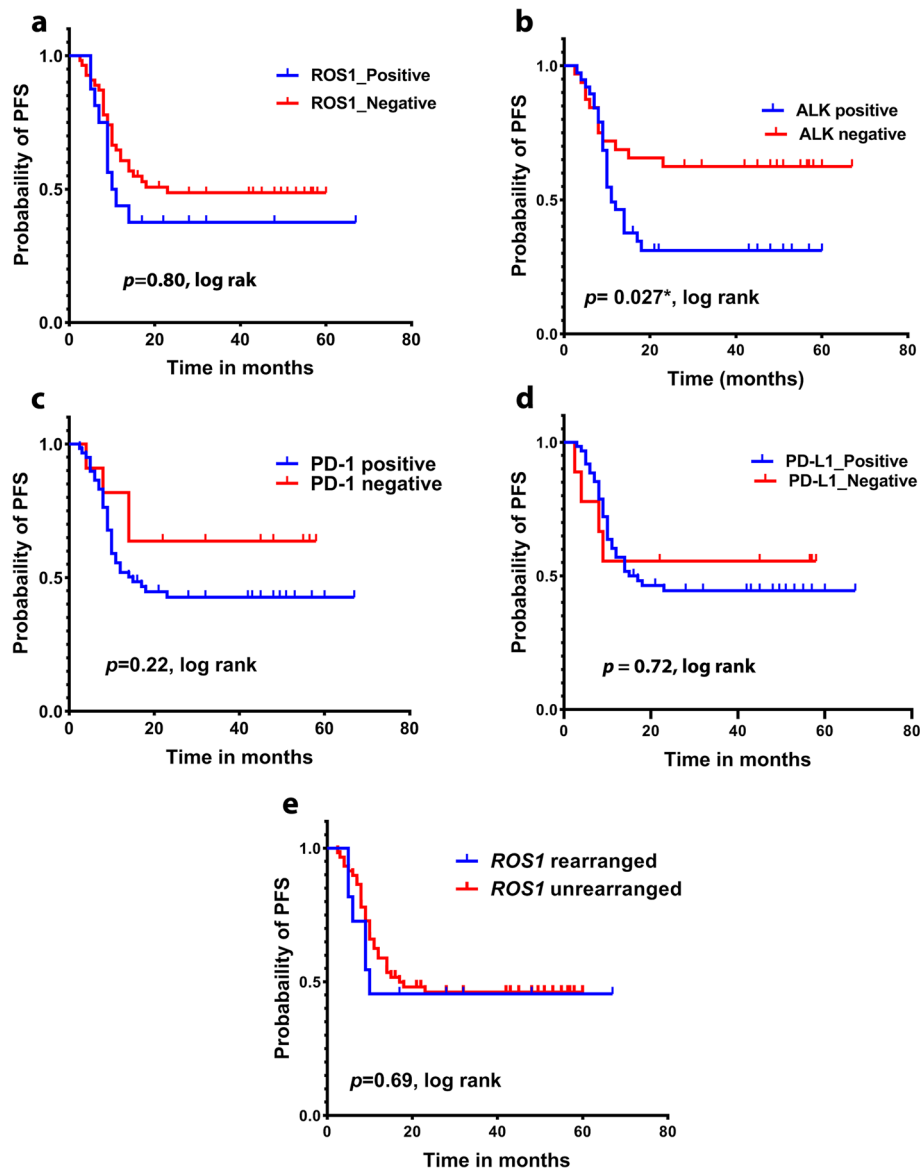 a
Probabaility of PFS
1.0
0.5
0.0
0 20 40 60 80
Time in months
ROS1_Positive
ROS1_Negative
p=0.80, log rak
b
Probabaility of PFS
1.0
0.5
0.0
0 20 40 60 80
Time (months)
ALK positive
ALK negative
p= 0.027*, log rank
c
Probabaility of PFS
1.0
0.5
0.0
0 20 40 60 80
Time in months
PD-1 positive
PD-1 negative
p=0.22, log rank
d
Probabaility of PFS
1.0
0.5
0.0
0 20 40 60 80
Time in months
PD-L1_Positive
PD-L1_Negative
p = 0.72, log rank
e
Probabaility of PFS
1.0
0.5
0.0
0 20 40 60 80
Time in months
ROS1 rearranged
ROS1 unrearranged
p=0.69, log rank